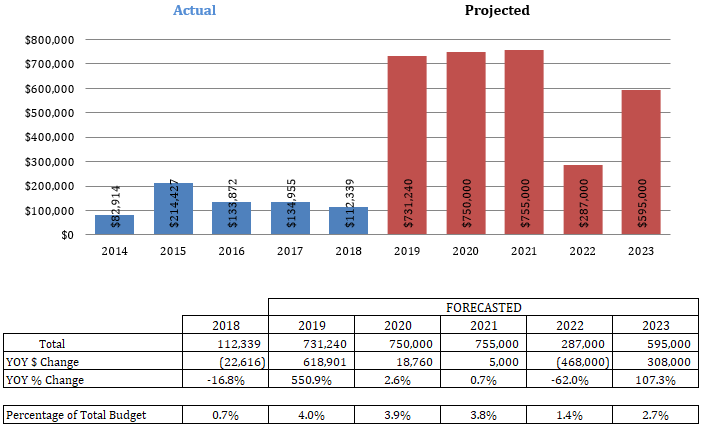 Actual Projected
$800,000
$700,000
$600,000
$500,000
$400,000
$300,000
$200,000
$100,000
$0
$82,914 $214,427 $133,872 $134,955 $112,339 $731,240 $750,000 $755,000 $287,000 $595,000
2014 2015 2016 2017 2018 2019 2020 2021 2022 2023
FORECASTED
2018 2019 2020 2021 2022 2023
Total 112,339 731,240 750,000 755,000 287,000 595,000
YOY $ Change (22,616) 618,901 18,760 5,000 (468,000) 308,000
YOY % Change -16.8% 550.9% 2.6% 0.7% -62.0% 107.3%
Percentage of Total Budget 0.7% 4.0% 3.9% 3.8% 1.4% 2.7%